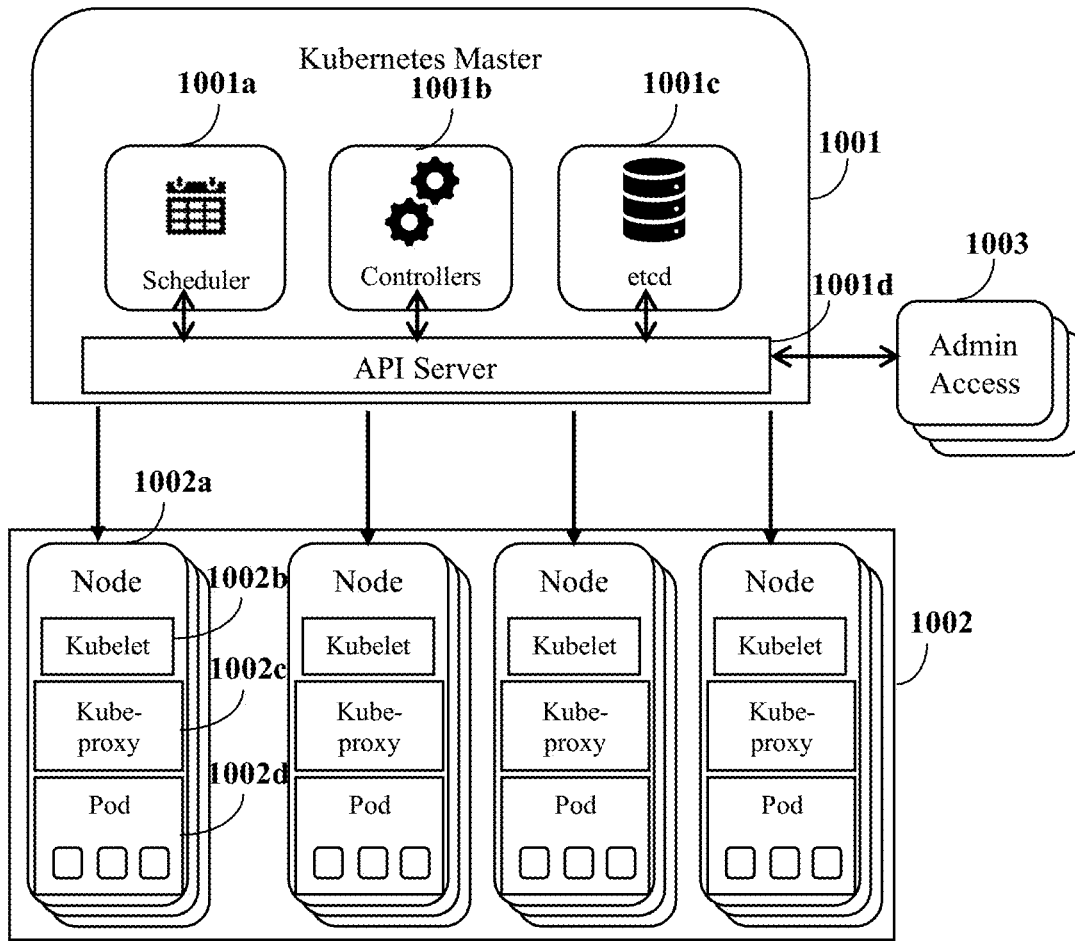 Kubernetes Master
1001a
1001b
1001c
1001
Scheduler
Controllers
etcd
1001d
1003
API Server
Admin
Access
1002a
Node
Node
Node
Node
1002b
1002
Kubelet
Kubelet
Kubelet
Kubelet
1002c
Kube-
proxy
Kube-
proxy
Kube-
proxy
Kube-
proxy
1002d
Pod
Pod
Pod
Pod